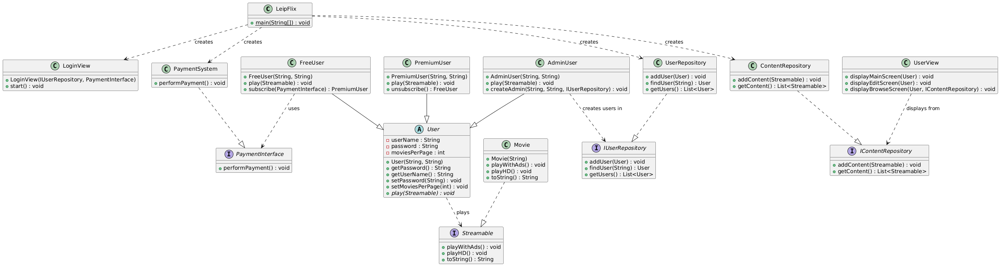 C LeipFlix
main(String[]) : void
creates
creates
creates
creates
C LoginView
LoginView(IUserRepository, PaymentInterface)
start() : void
C PaymentSystem
performPayment() : void
C FreeUser
FreeUser(String, String)
play(Streamable) : void
subscribe(PaymentInterface) : PremiumUser
C PremiumUser
PremiumUser(String, String)
play(Streamable) : void
unsubscribe() : FreeUser
C AdminUser
AdminUser(String, String)
play(Streamable) : void
createAdmin(String, String, IUserRepository) : void
C UserRepository
addUser(User) : void
findUser(String) : User
getUsers() : List<User>
C ContentRepository
addContent(Streamable) : void
getContent() : List<Streamable>
C UserView
displayMainScreen(User) : void
displayEditScreen(User) : void
displayBrowseScreen(User, IContentRepository) : void
uses
creates users in
displays from
I PaymentInterface
performPayment() : void
A User
userName : String
password : String
moviesPerPage : int
User(String, String)
getPassword() : String
getUserName() : String
setPassword(String) : void
setMoviesPerPage(int) : void
play(Streamable) : void
C Movie
Movie(String)
playWithAds() : void
playHD() : void
toString() : String
I IUserRepository
addUser(User) : void
findUser(String) : User
getUsers() : List<User>
I IContentRepository
addContent(Streamable) : void
getContent() : List<Streamable>
plays
I Streamable
playWithAds() : void
playHD() : void
toString() : String